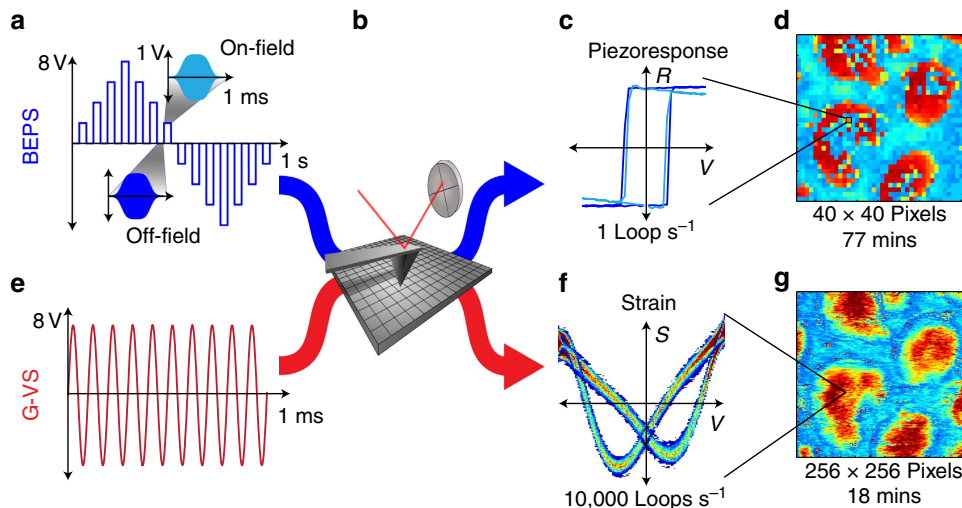 a
8 V
BEPS
1 V
On-field
1 ms
1 s
Off-field
b
c
Piezoresponse
R
V
1 Loop s⁻¹
d
40 × 40 Pixels
77 mins
e
8 V
G-VS
1 ms
f
Strain
S
V
10,000 Loops s⁻¹
g
256 × 256 Pixels
18 mins